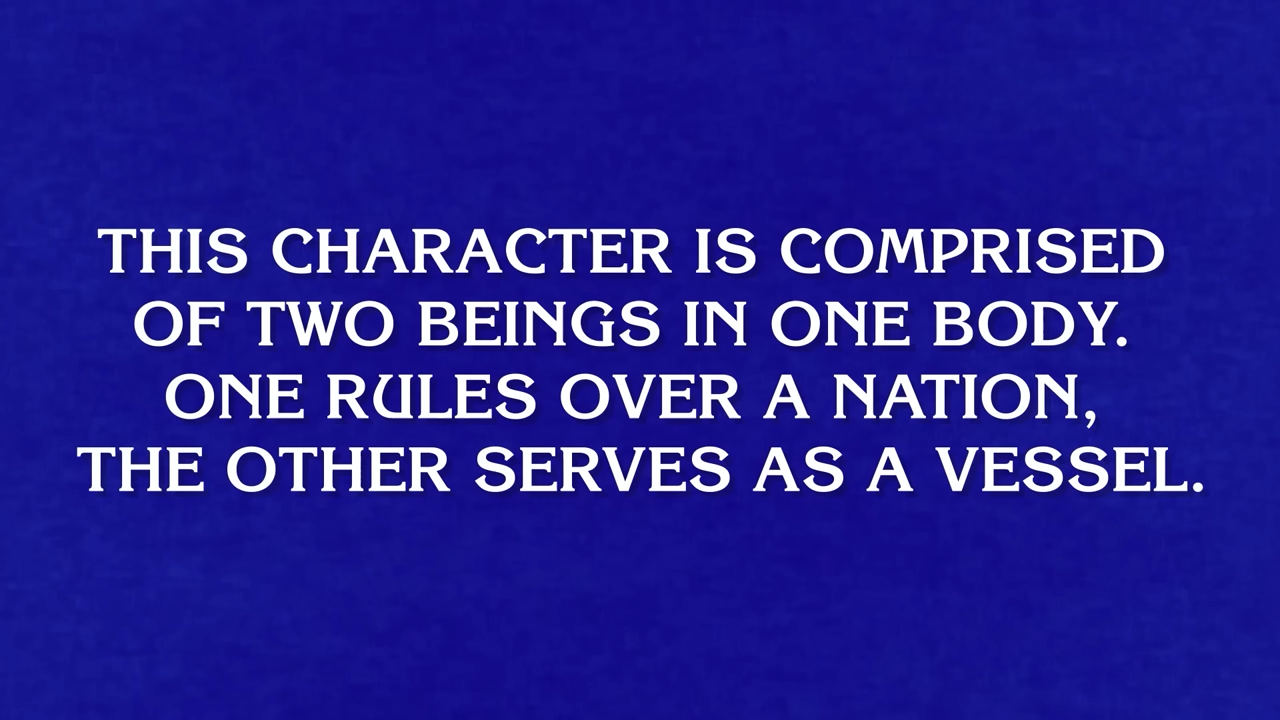 THIS CHARACTER IS COMPRISED
OF TWO BEINGS IN ONE BODY.
ONE RULES OVER A NATION,
THE OTHER SERVES AS A VESSEL.